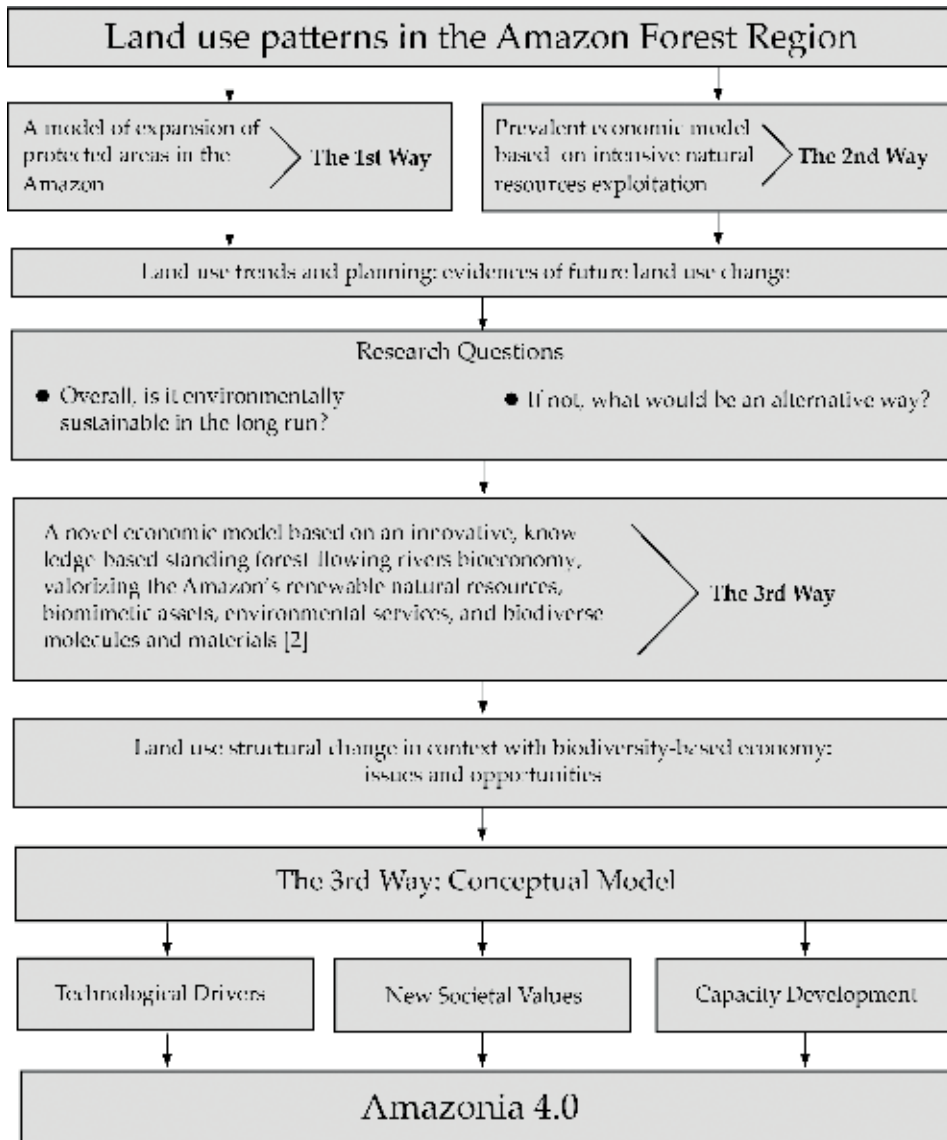 Land use patterns in the Amazon Forest Region
A model of expansion of
protected areas in the
Amazon
The 1st Way
Prevalent economic model
based on intensive natural
resources exploitation
The 2nd Way
Land use trends and planning: evidences of future land use change
Research Questions
● Overall, is it environmentally
sustainable in the long run?
● If not, what would be an alternative way?
A novel economic model based on an innovative, know
ledge-based standing forest flowing rivers bioeconomy,
valorizing the Amazon's renewable natural resources,
biomimetic assets, environmental services, and biodiverse
molecules and materials [2]
The 3rd Way
Land use structural change in context with biodiversity-based economy:
issues and opportunities
The 3rd Way: Conceptual Model
Technological Drivers
New Societal Values
Capacity Development
Amazonia 4.0